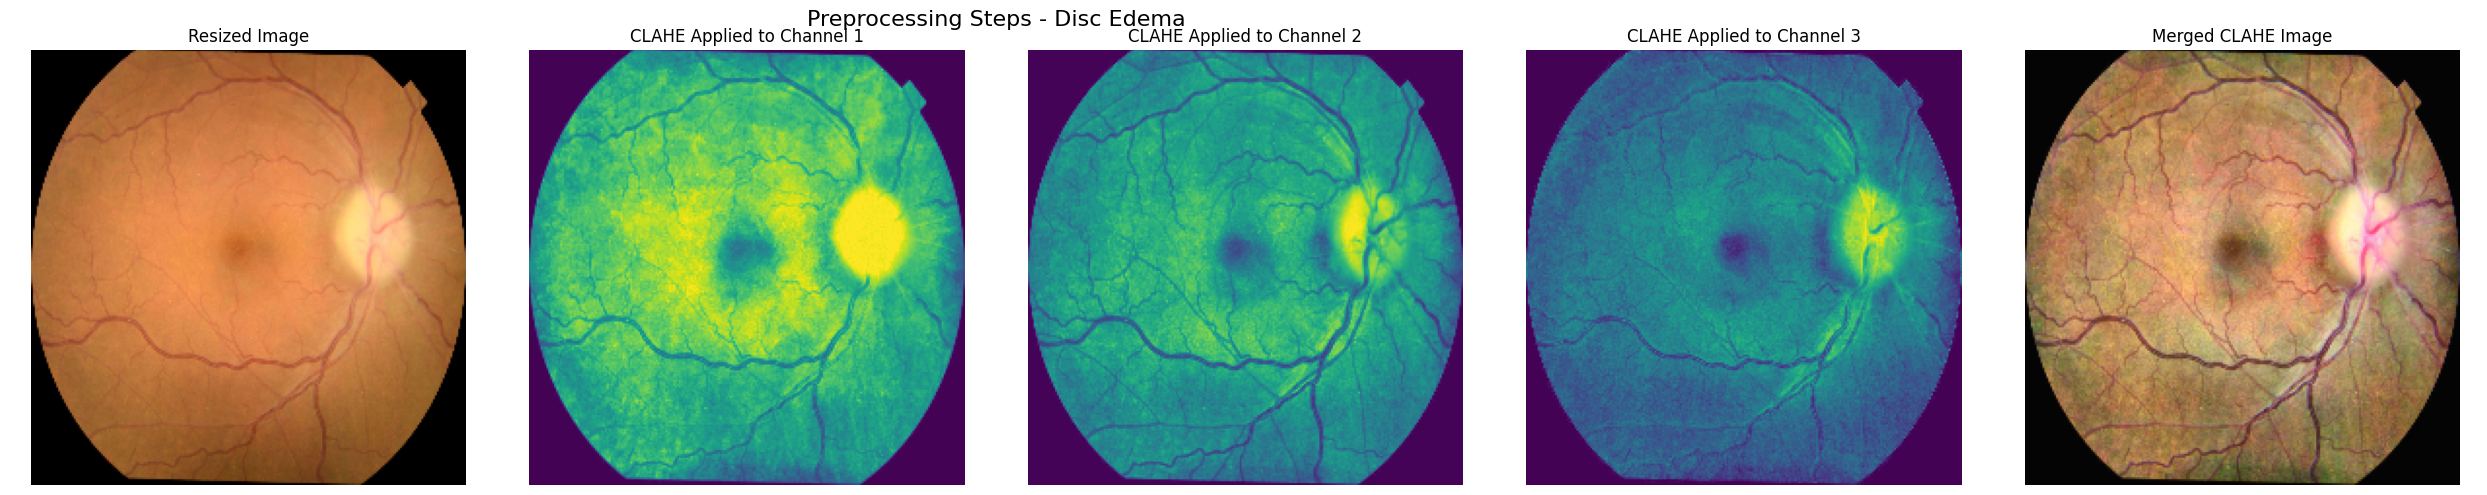 Preprocessing Steps - Disc Edema
Resized Image
CLAHE Applied to Channel 1
CLAHE Applied to Channel 2
CLAHE Applied to Channel 3
Merged CLAHE Image